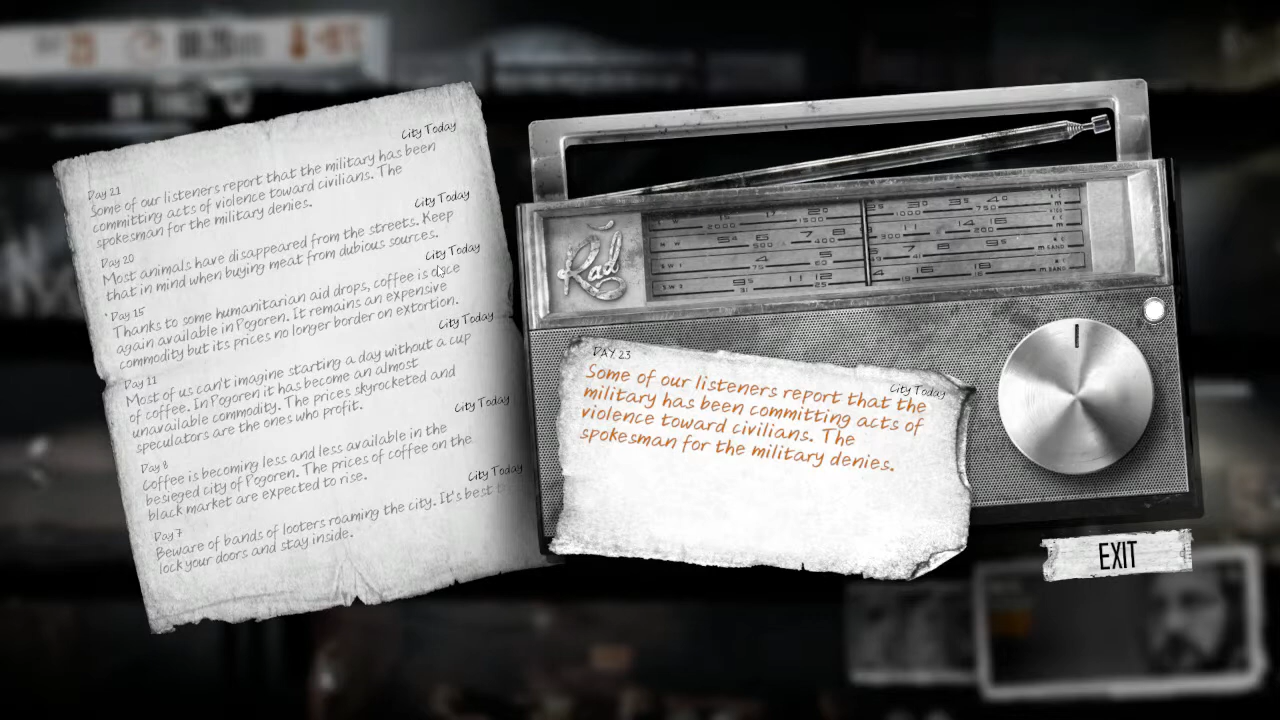 City Today
Day 21
Some of our listeners report that the military has been
committing acts of violence toward civilians. The
spokesman for the military denies.
City Today
Day 20
Most animals have disappeared from the streets. Keep
that in mind when buying meat from dubious sources.
City Today
Day 15
Thanks to some humanitarian aid drops, coffee is once
again available in Pogoren. It remains an expensive
commodity but its prices no longer border on extortion.
City Today
Day 11
Most of us can't imagine starting a day without a cup
of coffee. In Pogoren it has become an almost
unavailable commodity. The prices skyrocketed and
speculators are the ones who profit.
City Today
Day 8
Coffee is becoming less and less available in the
besieged city of Pogoren. The prices of coffee on the
black market are expected to rise.
City Today
Day 7
Beware of bands of looters roaming the city. It's best
lock your doors and stay inside.
Rad
DAY 23
City Today
Some of our listeners report that the
military has been committing acts of
violence toward civilians. The
spokesman for the military denies.
EXIT